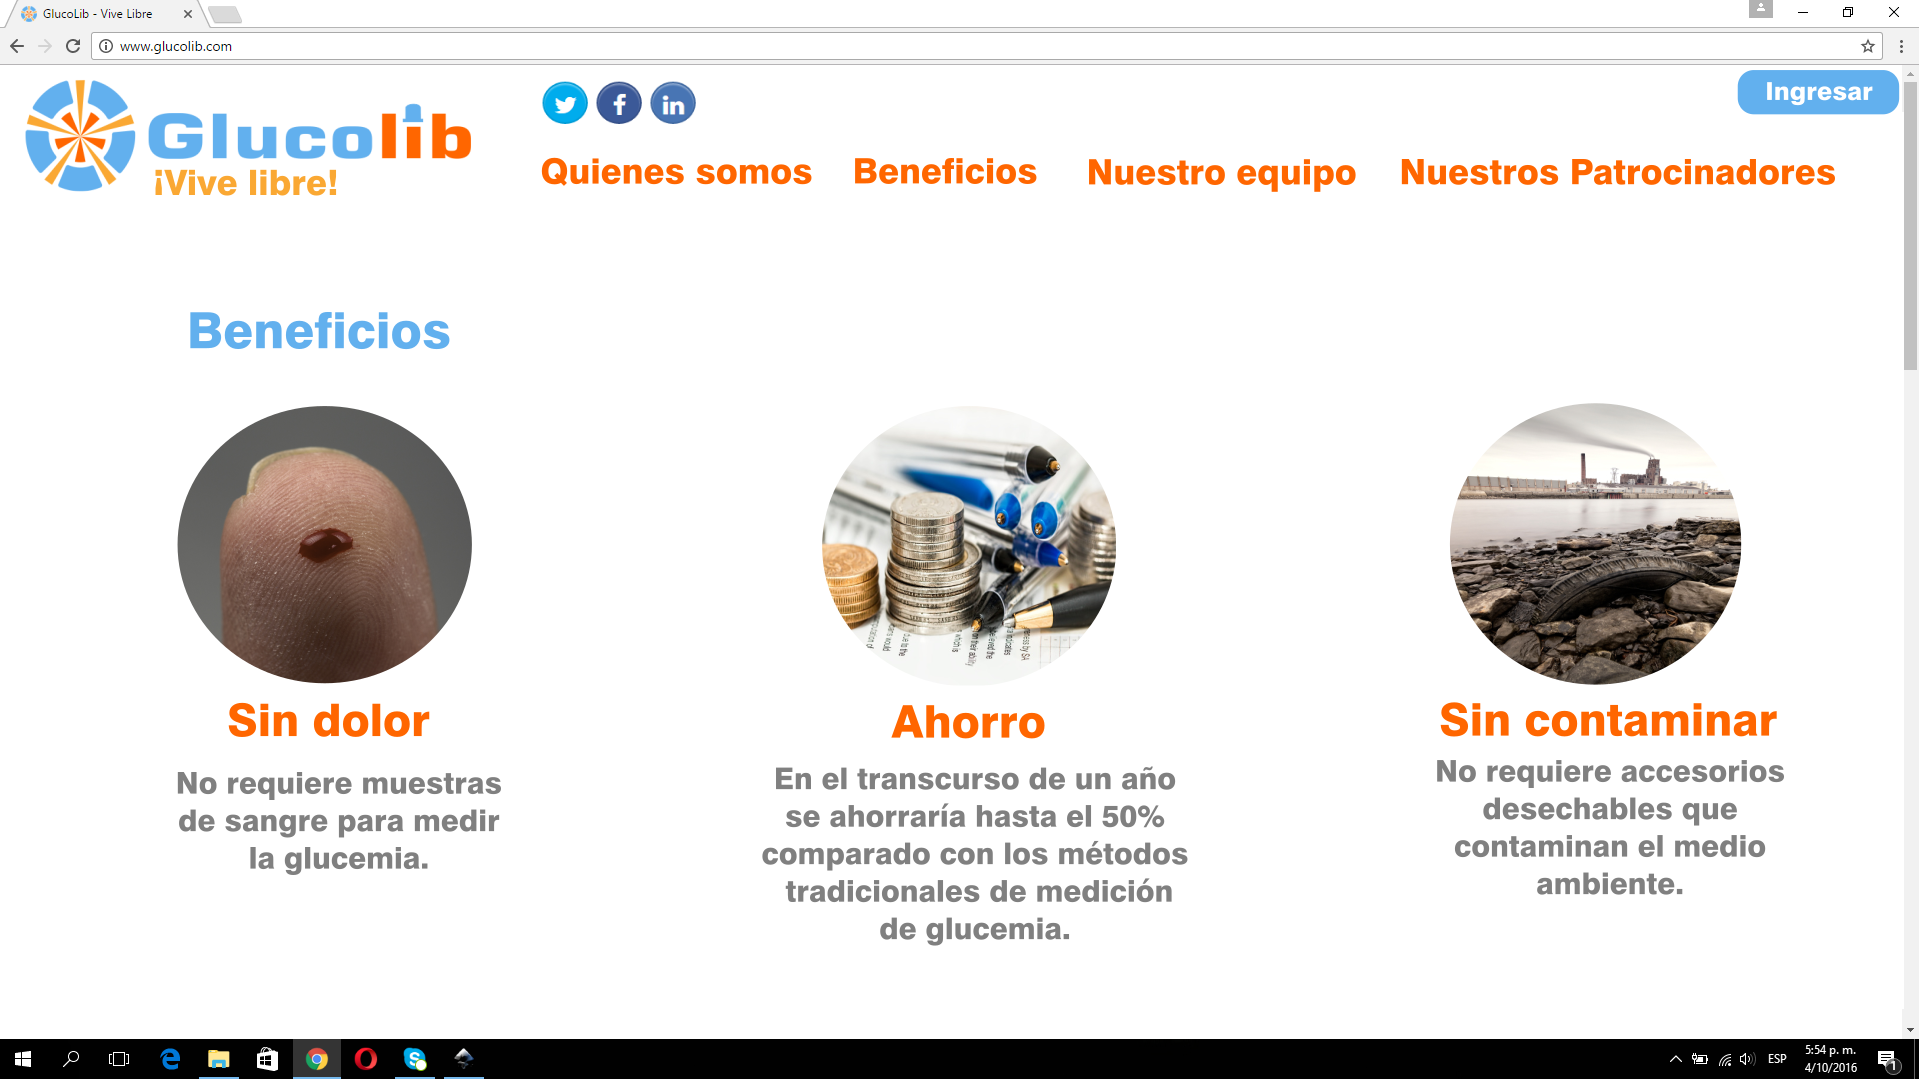 GlucoLib - Vive Libre
www.glucolib.com
Glucolib
¡Vive libre!
in
Ingresar
Quienes somos
Beneficios
Nuestro equipo
Nuestros Patrocinadores
Beneficios
Sin dolor
No requiere muestras
de sangre para medir
la glucemia.
Ahorro
En el transcurso de un año
se ahorraría hasta el 50%
comparado con los métodos
tradicionales de medición
de glucemia.
Sin contaminar
No requiere accesorios
desechables que
contaminan el medio
ambiente.
ESP
5:54 p. m.
4/10/2016
1